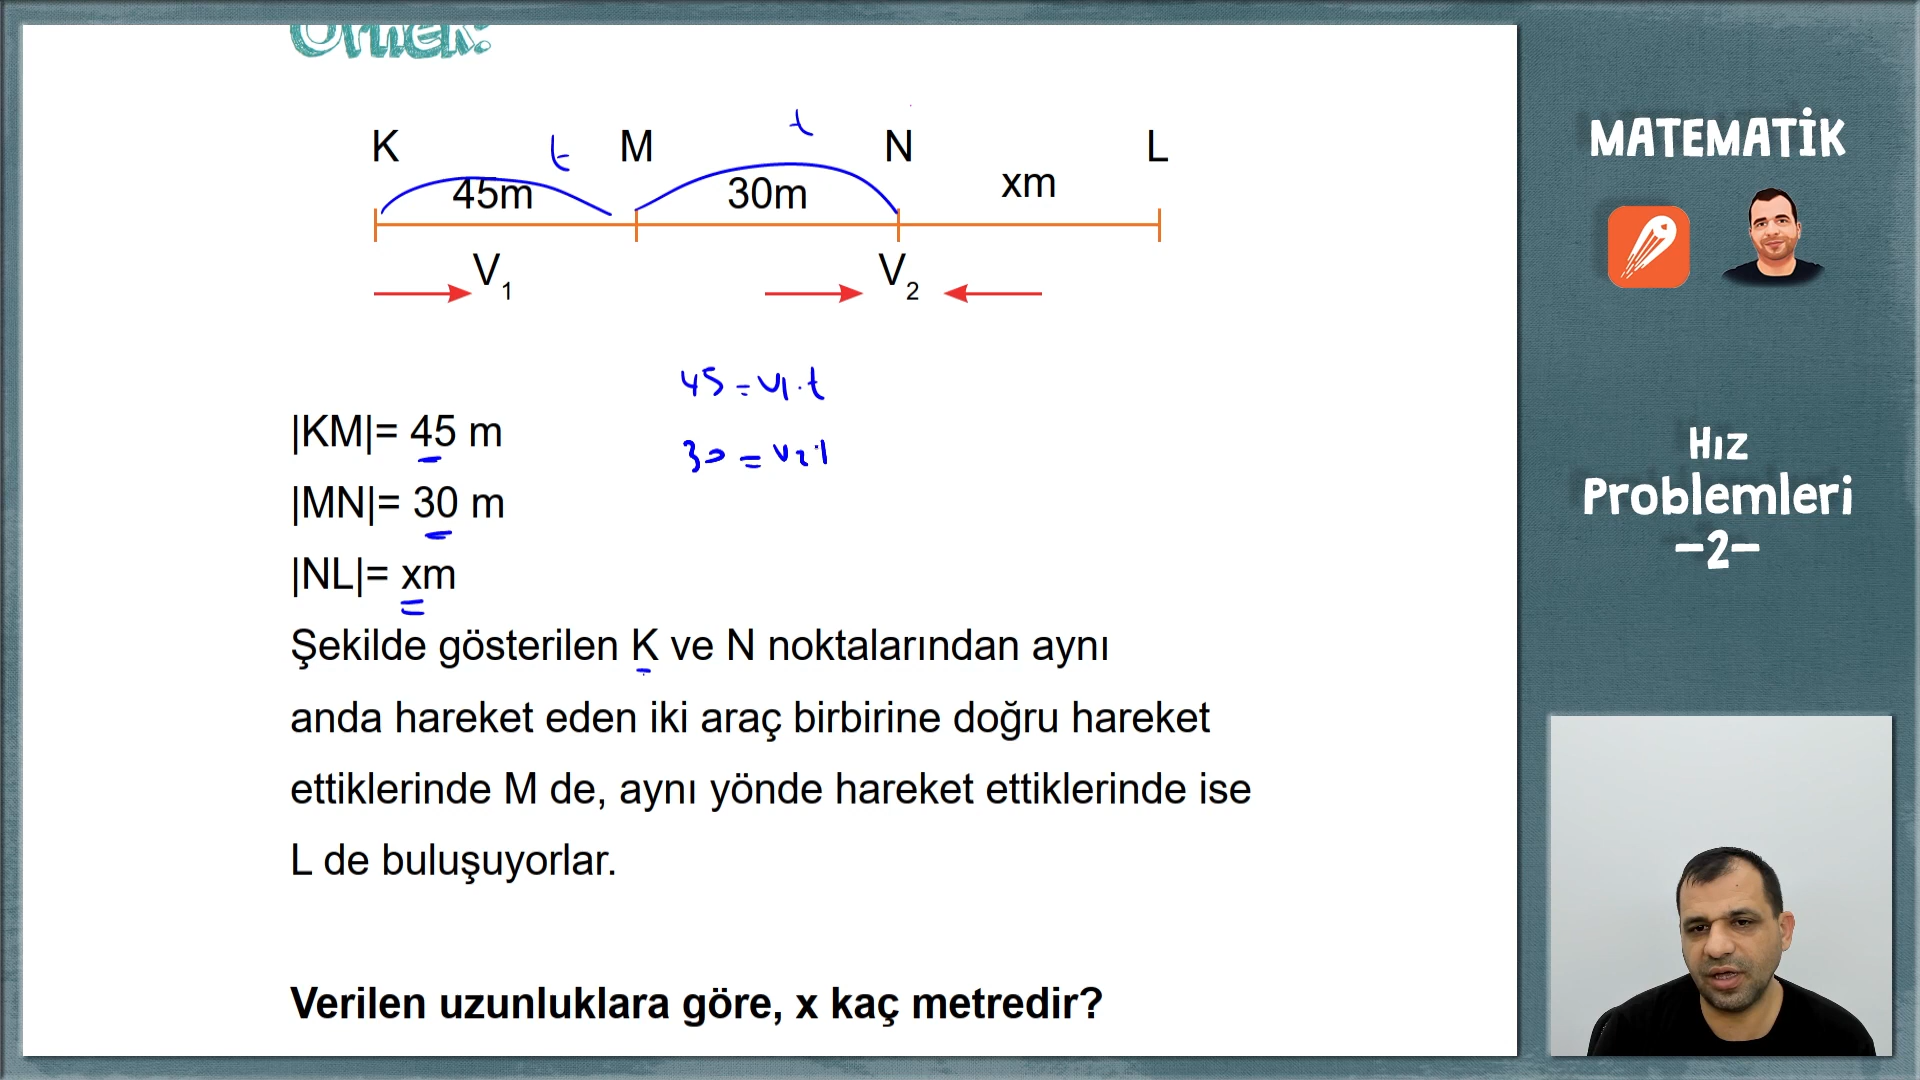 Örnek:
K t M t N L
45m 30m xm
V1 V2
45 = v1.t
30 = v2.t
|KM|= 45 m
|MN|= 30 m
|NL|= xm
Şekilde gösterilen K ve N noktalarından aynı
anda hareket eden iki araç birbirine doğru hareket
ettiklerinde M de, aynı yönde hareket ettiklerinde ise
L de buluşuyorlar.
Verilen uzunluklara göre, x kaç metredir?
MATEMATİK
Hız
Problemleri
-2-